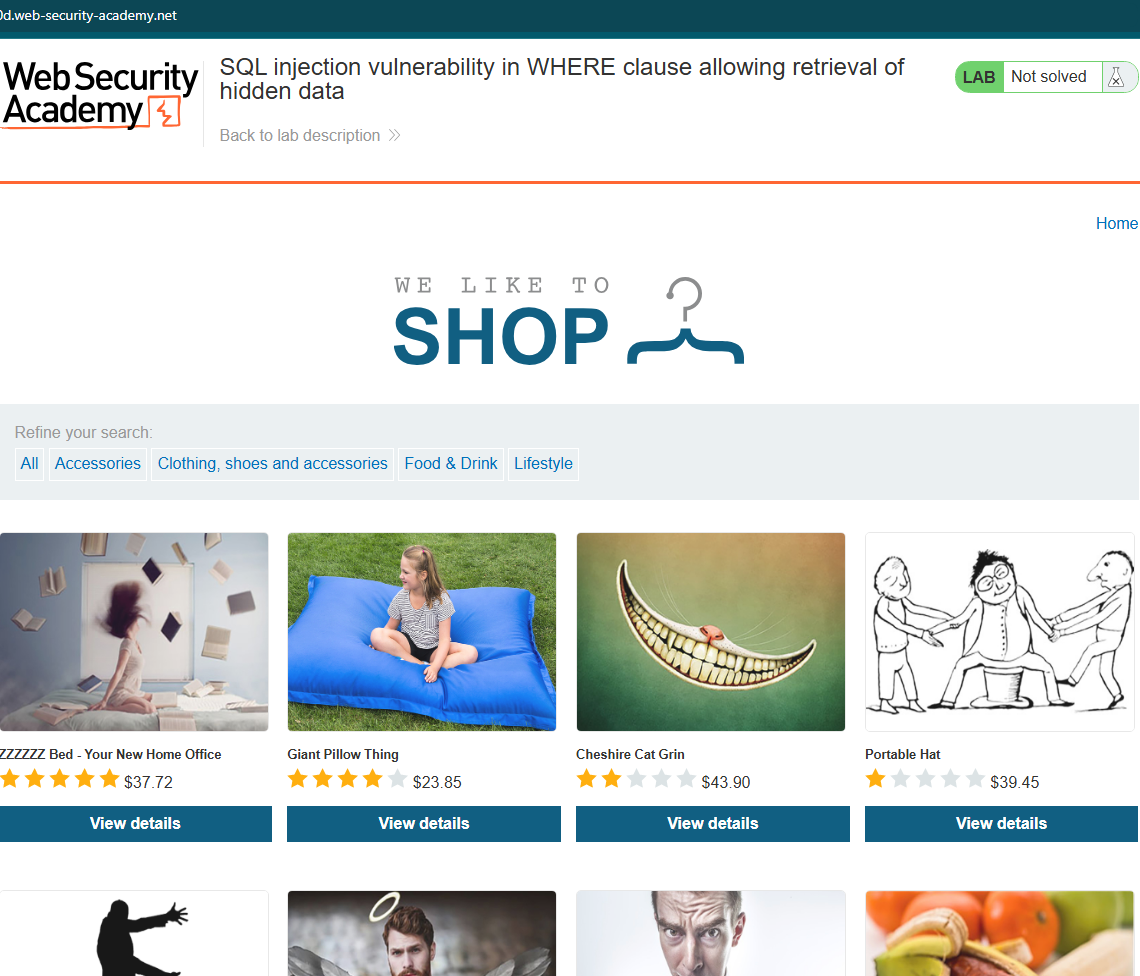 0d.web-security-academy.net
Web Security
Academy
SQL injection vulnerability in WHERE clause allowing retrieval of
hidden data
Back to lab description
LAB Not solved
Home
WE LIKE TO
SHOP
Refine your search:
All Accessories Clothing, shoes and accessories Food & Drink Lifestyle
ZZZZZZ Bed - Your New Home Office Giant Pillow Thing Cheshire Cat Grin Portable Hat
$37.72 $23.85 $43.90 $39.45
View details View details View details View details